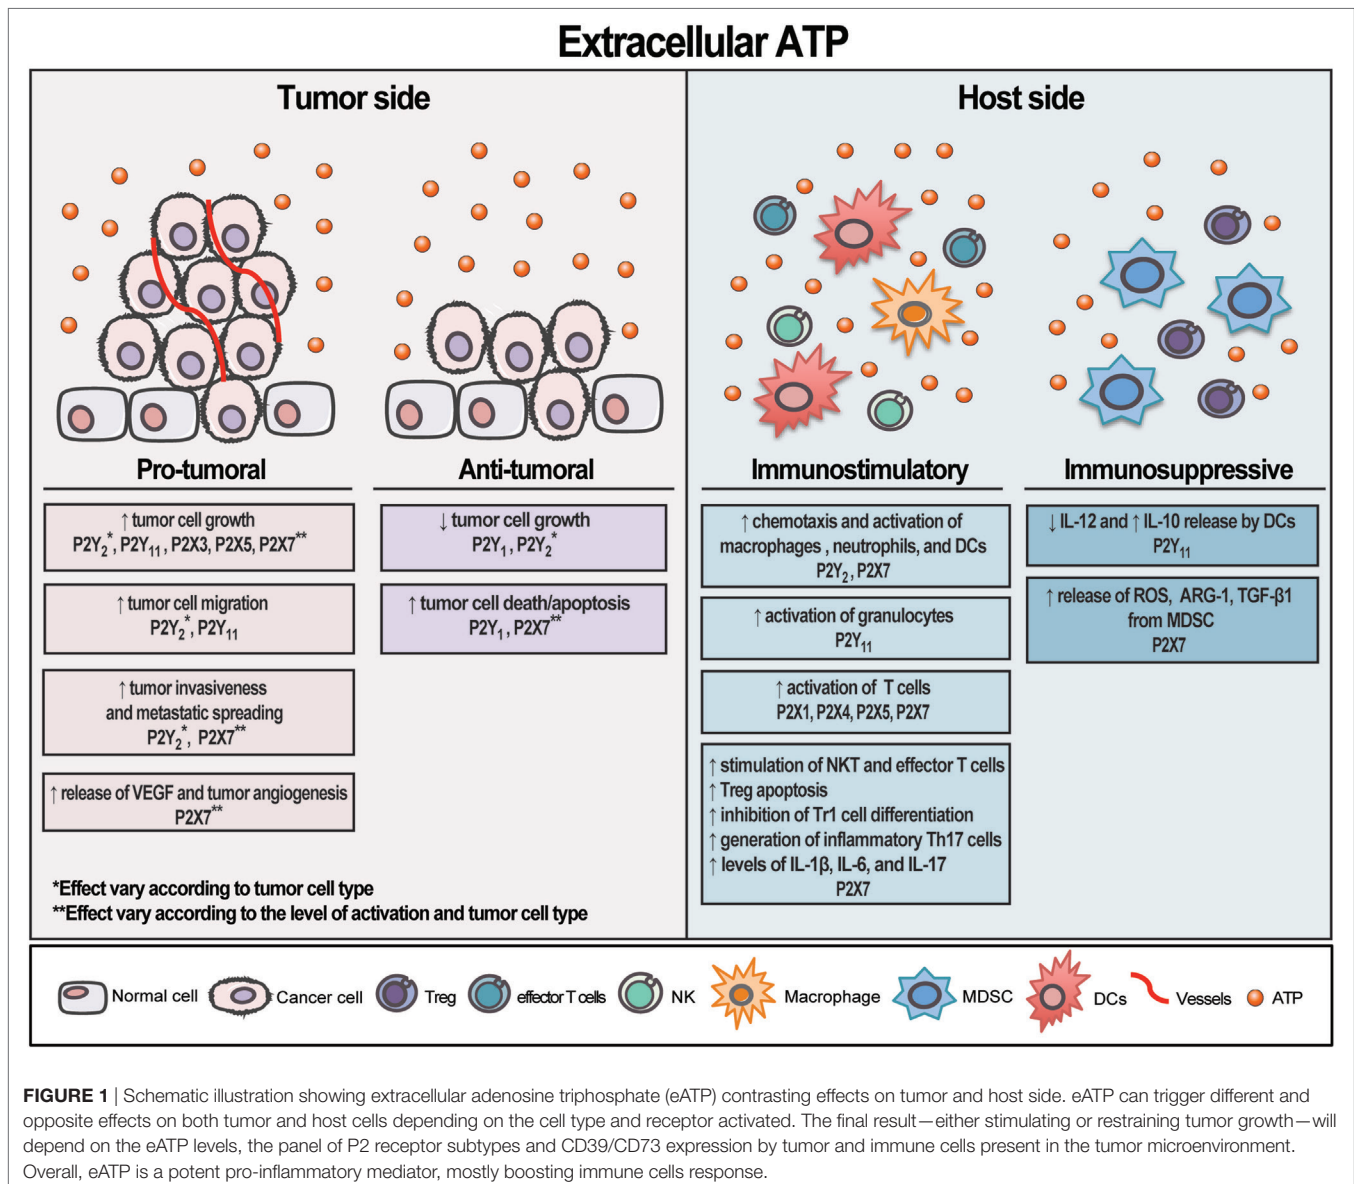 Extracellular ATP
Tumor side
Host side
Pro-tumoral
↑ tumor cell growth
P2Y2*, P2Y11, P2X3, P2X5, P2X7**
↑ tumor cell migration
P2Y2*, P2Y11
↑ tumor invasiveness
and metastatic spreading
P2Y2*, P2X7**
↑ release of VEGF and tumor angiogenesis
P2X7**
Anti-tumoral
↓ tumor cell growth
P2Y1, P2Y2*
↑ tumor cell death/apoptosis
P2Y1, P2X7**
*Effect vary according to tumor cell type
**Effect vary according to the level of activation and tumor cell type
Immunostimulatory
↑ chemotaxis and activation of
macrophages , neutrophils, and DCs
P2Y2, P2X7
↑ activation of granulocytes
P2Y11
↑ activation of T cells
P2X1, P2X4, P2X5, P2X7
↑ stimulation of NKT and effector T cells
↑ Treg apoptosis
↑ inhibition of Tr1 cell differentiation
↑ generation of inflammatory Th17 cells
↑ levels of IL-1β, IL-6, and IL-17
P2X7
Immunosuppressive
↓ IL-12 and ↑ IL-10 release by DCs
P2Y11
↑ release of ROS, ARG-1, TGF-β1
from MDSC
P2X7
Normal cell
Cancer cell
Treg
effector T cells
NK
Macrophage
MDSC
DCs
Vessels
ATP
FIGURE 1 | Schematic illustration showing extracellular adenosine triphosphate (eATP) contrasting effects on tumor and host side. eATP can trigger different and
opposite effects on both tumor and host cells depending on the cell type and receptor activated. The final result—either stimulating or restraining tumor growth—will
depend on the eATP levels, the panel of P2 receptor subtypes and CD39/CD73 expression by tumor and immune cells present in the tumor microenvironment.
Overall, eATP is a potent pro-inflammatory mediator, mostly boosting immune cells response.